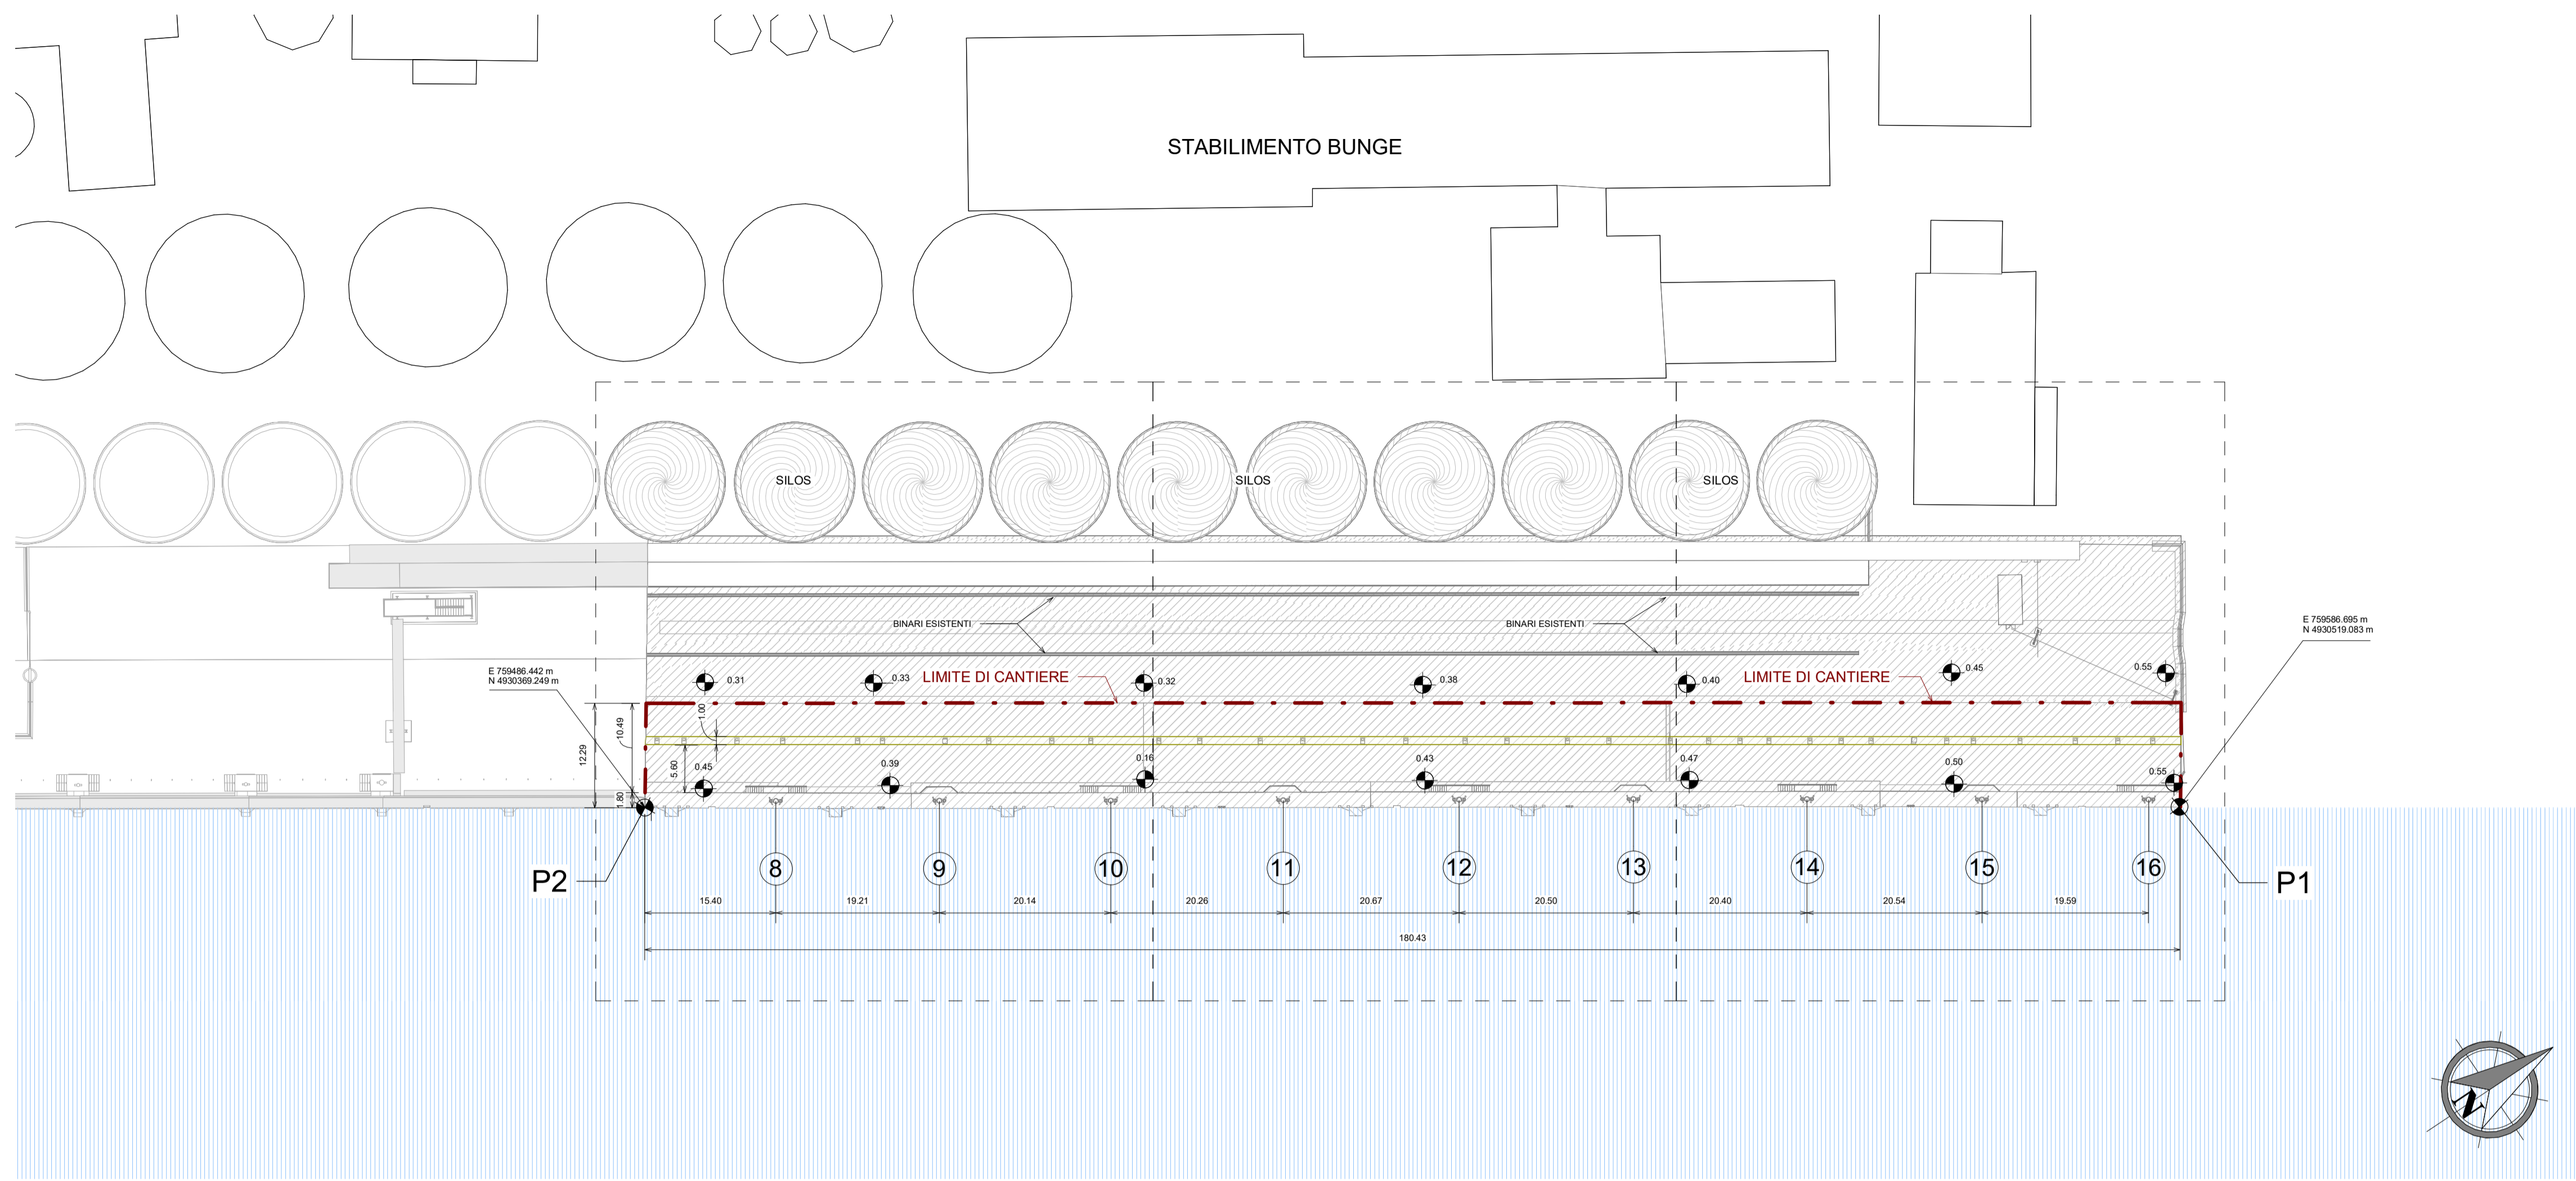 STABILIMENTO BUNGE
SILOS
SILOS
SILOS
BINARI ESISTENTI
BINARI ESISTENTI
E 759586.695 m
N 4930519.083 m
E 759486.442 m
N 4930369.249 m
0.31
0.33
LIMITE DI CANTIERE
0.32
0.38
0.40
LIMITE DI CANTIERE
0.45
0.55
12.29
10.49
1.00
5.60
1.80
0.45
0.39
0.16
0.43
0.47
0.50
0.55
P2
8
9
10
11
12
13
14
15
16
P1
15.40
19.21
20.14
20.26
20.67
20.50
20.40
20.54
19.59
180.43
N